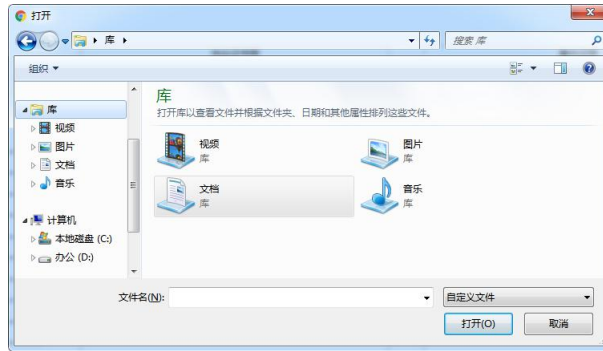 打开
库
搜索 库
组织
库
视频
图片
文档
音乐
计算机
本地磁盘 (C:)
办公 (D:)
库
打开库以查看文件并根据文件夹、日期和其他属性排列这些文件。
视频
库
图片
库
文档
库
音乐
库
文件名(N):
自定义文件
打开(O)
取消